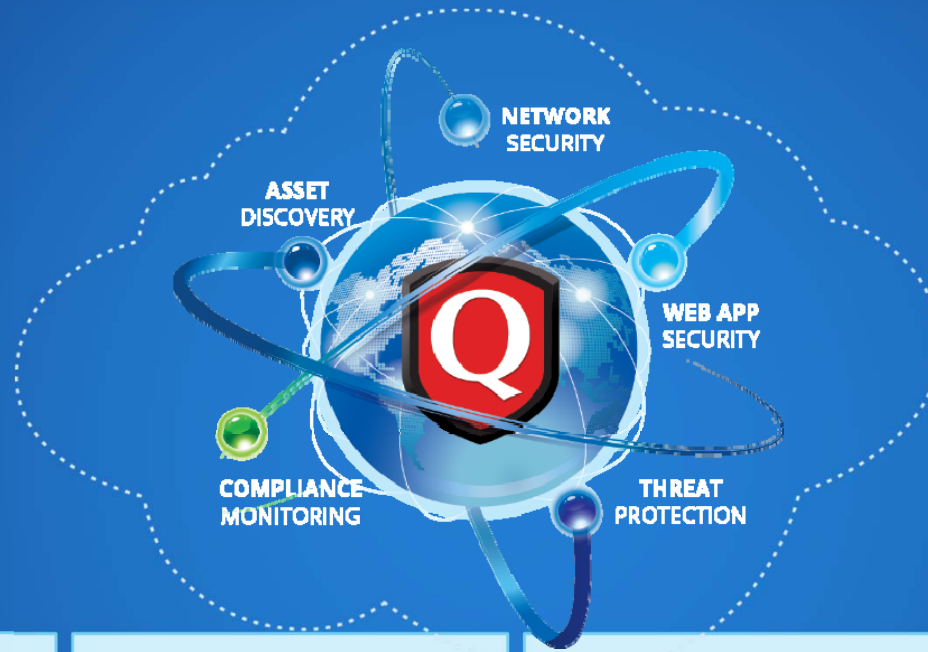 NETWORK
SECURITY
ASSET
DISCOVERY
Q
WEB APP
SECURITY
COMPLIANCE
MONITORING
THREAT
PROTECTION